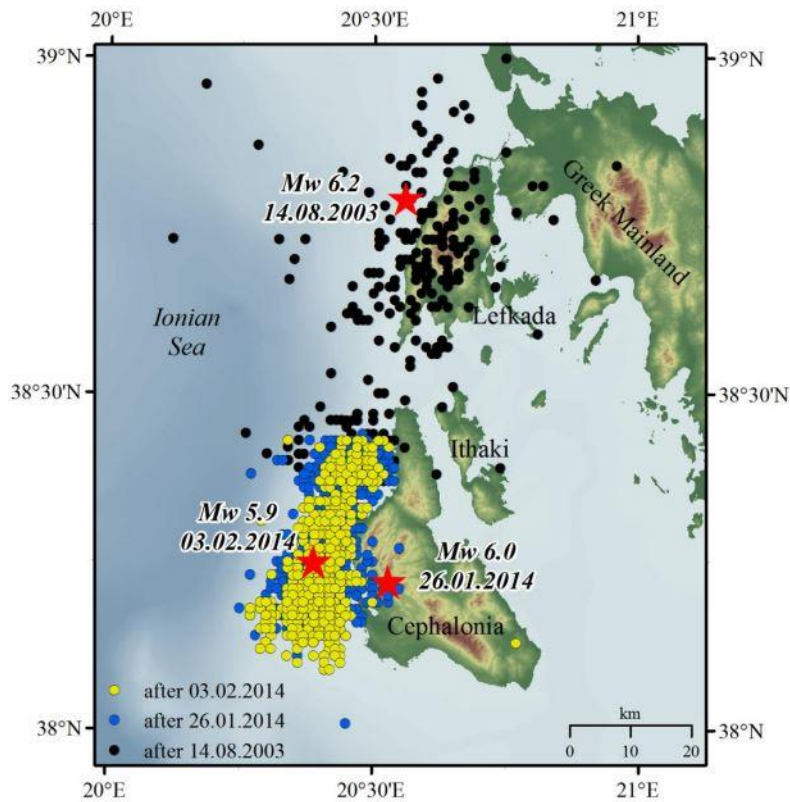 20°E 20°30'E 21°E
39°N 39°N
Mw 6.2
14.08.2003
Greek Mainland
Ionian
Sea
Lefkada
38°30'N 38°30'N
Ithaki
Mw 5.9
03.02.2014
Mw 6.0
26.01.2014
Cephalonia
after 03.02.2014
after 26.01.2014
after 14.08.2003
km
0 10 20
38°N 38°N
20°E 20°30'E 21°E